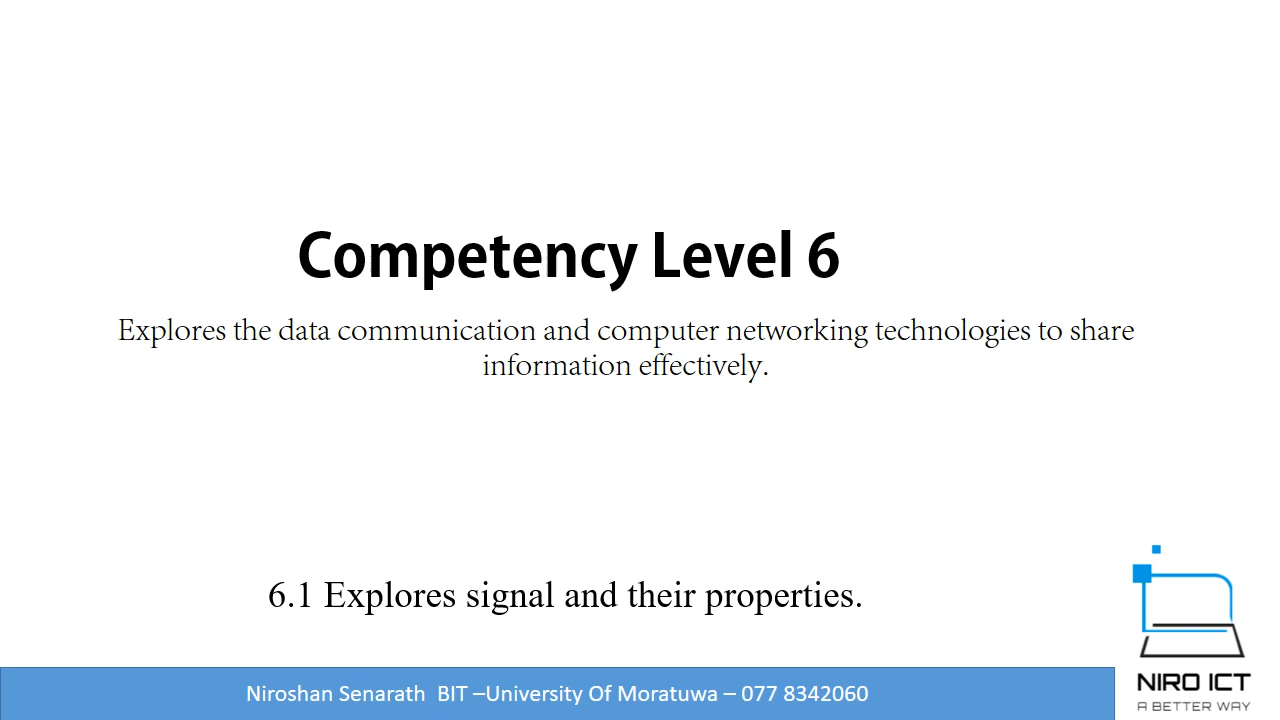 Competency Level 6
Explores the data communication and computer networking technologies to share
information effectively.
6.1 Explores signal and their properties.
Niroshan Senarath  BIT –University Of Moratuwa – 077 8342060
NIRO ICT
A BETTER WAY